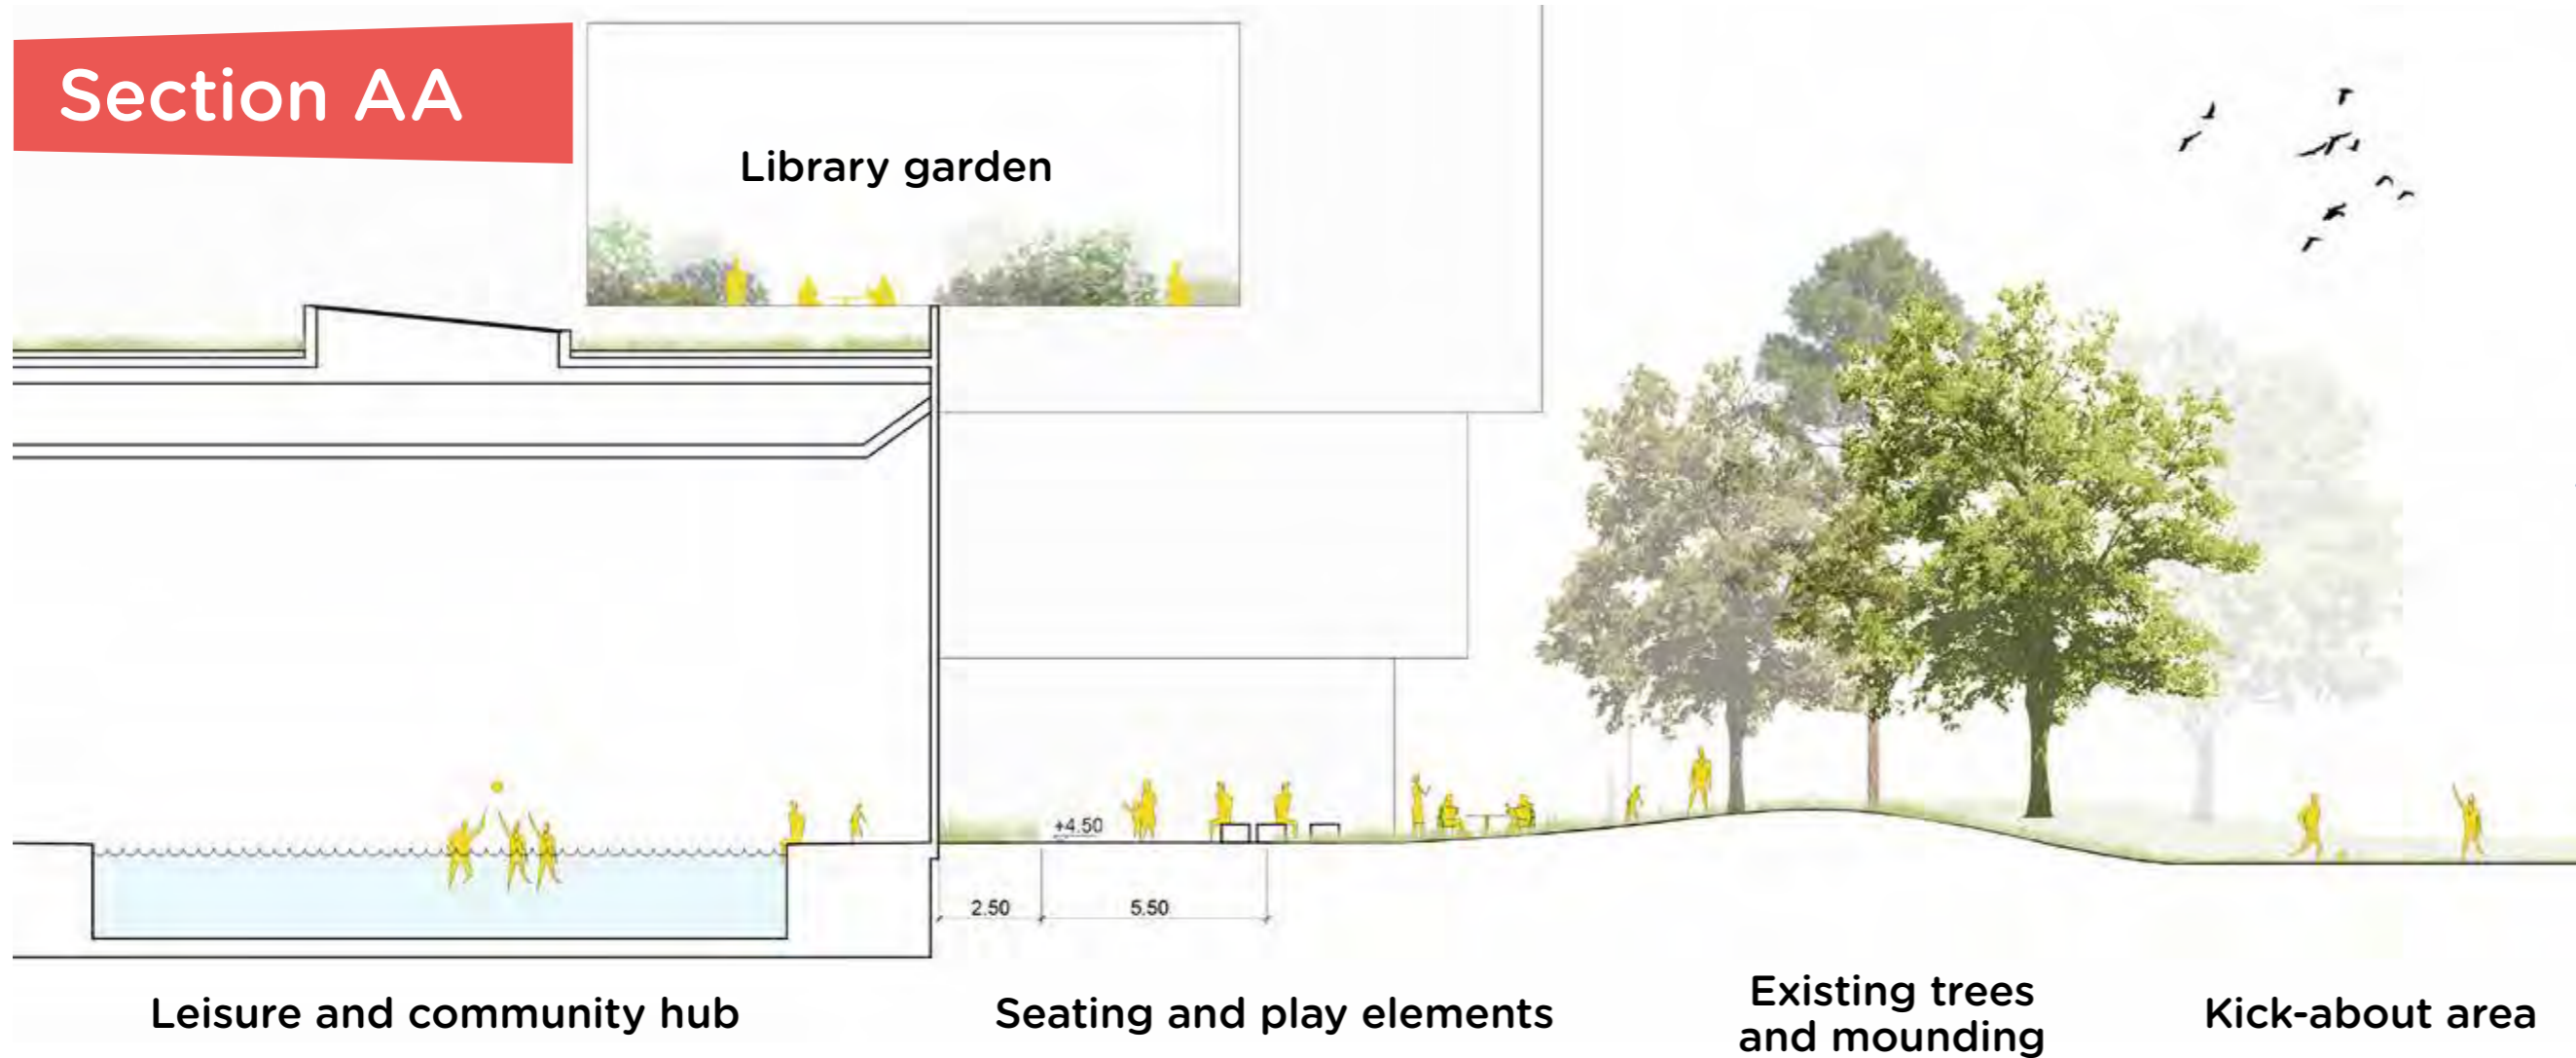 Section AA
Library garden
+4.50
2.50
5.50
Leisure and community hub
Seating and play elements
Existing trees
and mounding
Kick-about area